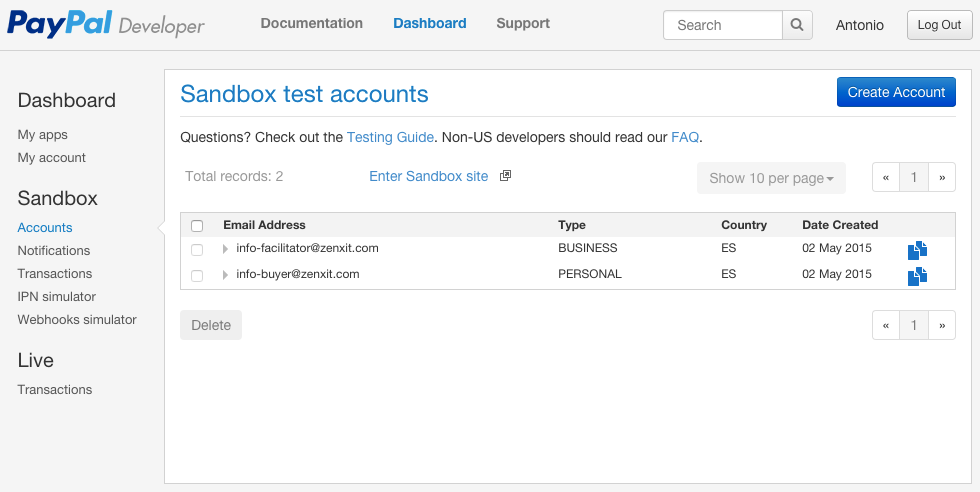 PayPal Developer Documentation Dashboard Support Search Antonio Log Out
Dashboard
My apps
My account
Sandbox
Accounts
Notifications
Transactions
IPN simulator
Webhooks simulator
Live
Transactions
Sandbox test accounts Create Account
Questions? Check out the Testing Guide. Non-US developers should read our FAQ.
Total records: 2 Enter Sandbox site Show 10 per page « 1 »
Email Address Type Country Date Created
info-facilitator@zenxit.com BUSINESS ES 02 May 2015
info-buyer@zenxit.com PERSONAL ES 02 May 2015
Delete « 1 »